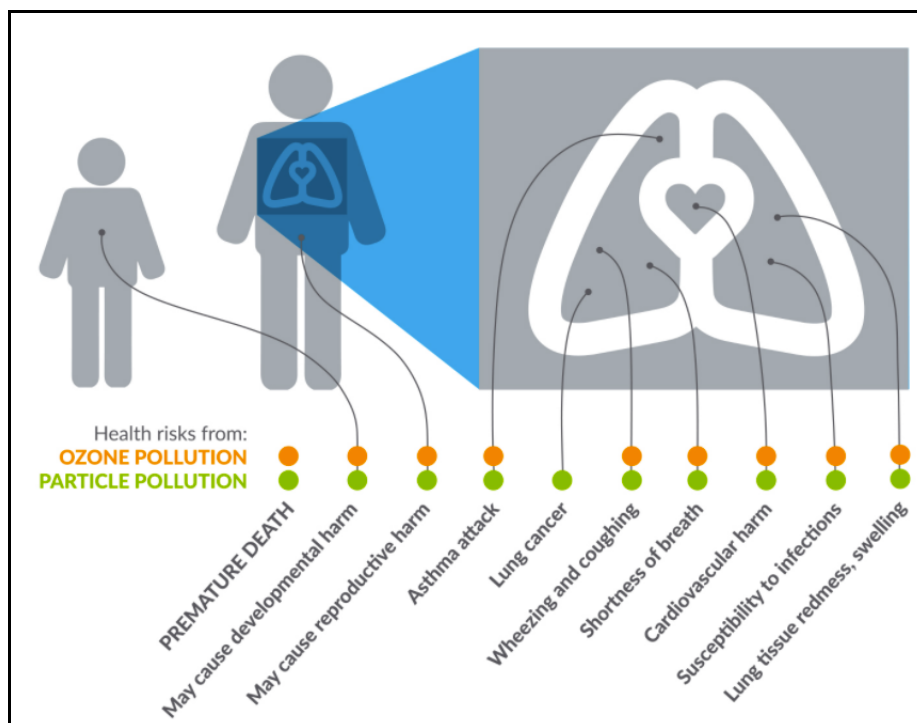 Health risks from:
OZONE POLLUTION
PARTICLE POLLUTION
PREMATURE DEATH
May cause developmental harm
May cause reproductive harm
Asthma attack
Lung cancer
Wheezing and coughing
Shortness of breath
Cardiovascular harm
Susceptibility to infections
Lung tissue redness, swelling